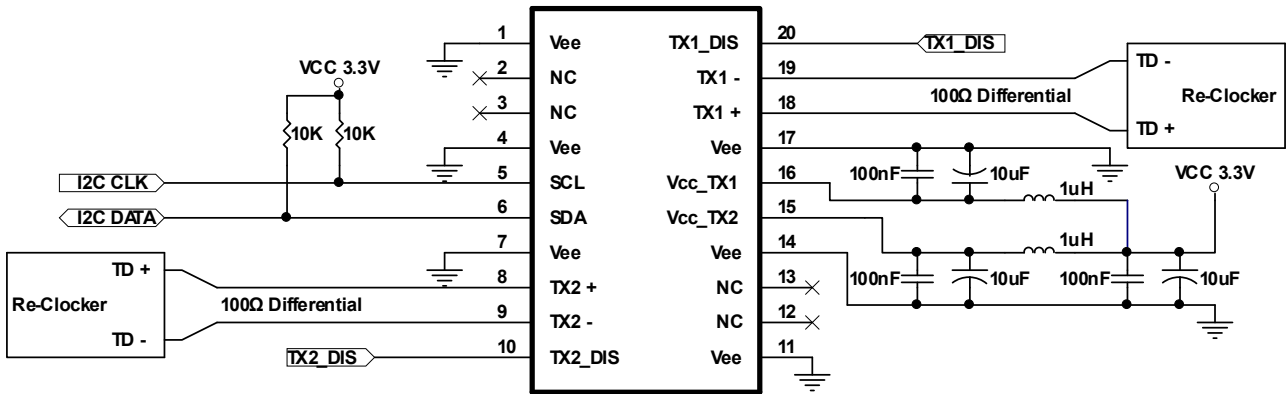 1 Vee TX1_DIS 20 TX1_DIS
VCC 3.3V 2 NC TX1 - 19 TD -
100Ω Differential Re-Clocker
10K 10K 3 NC TX1 + 18 TD +
4 Vee Vee 17
I2C CLK 5 SCL Vcc_TX1 16 100nF 10uF VCC 3.3V
1uH
I2C DATA 6 SDA Vcc_TX2 15
1uH
7 Vee Vee 14
TD + 8 TX2 + NC 13 100nF 10uF 100nF 10uF
Re-Clocker 100Ω Differential
9 TX2 - NC 12
TD -
TX2_DIS 10 TX2_DIS Vee 11